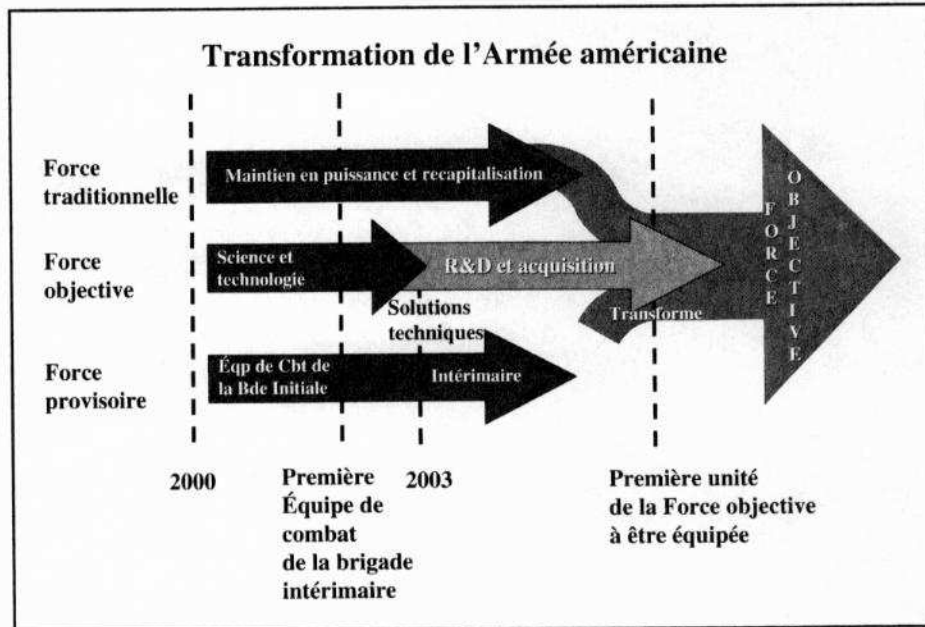 Transformation de l'Armée américaine
Force
traditionnelle
Maintien en puissance et recapitalisation
Force
objective
Science et
technologie
R&D et acquisition
Solutions
techniques
Transforme
FORCE
OBJECTIVE
Force
provisoire
Éqp de Cbt de
la Bde Initiale
Intérimaire
2000
Première
Équipe de
combat
de la brigade
intérimaire
2003
Première unité
de la Force objective
à être équipée